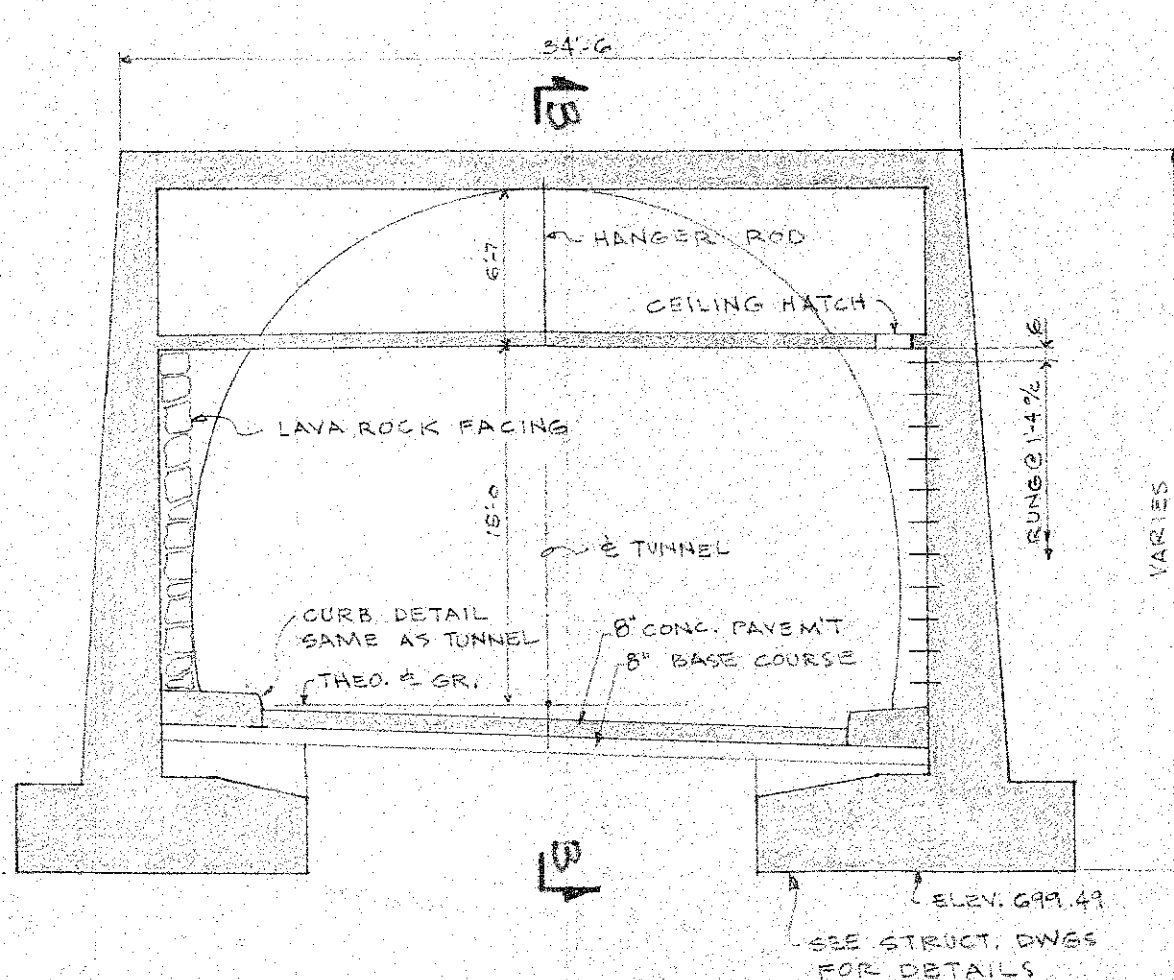 34'-6
B
6'-7
HANGER ROD
CEILING HATCH
6
LAVA ROCK FACING
RUNG @ 1-4 %
VARIES
15'-0
℄ TUNNEL
CURB DETAIL
SAME AS TUNNEL
8" CONC. PAVEM'T
8" BASE COURSE
THEO. ℄ GR.
B
ELEV. 699.49
SEE STRUCT. DWGS
FOR DETAILS